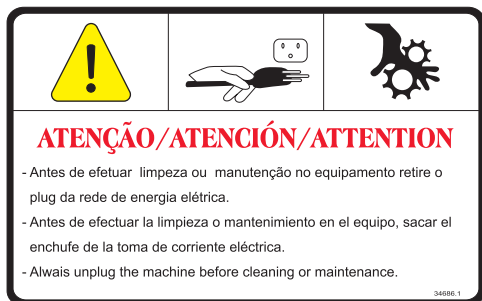 ATENÇÃO/ATENCIÓN/ATTENTION
- Antes de efetuar limpeza ou manutenção no equipamento retire o
plug da rede de energia elétrica.
- Antes de efectuar la limpieza o mantenimiento en el equipo, sacar el
enchufe de la toma de corriente eléctrica.
- Alwais unplug the machine before cleaning or maintenance.
34686.1